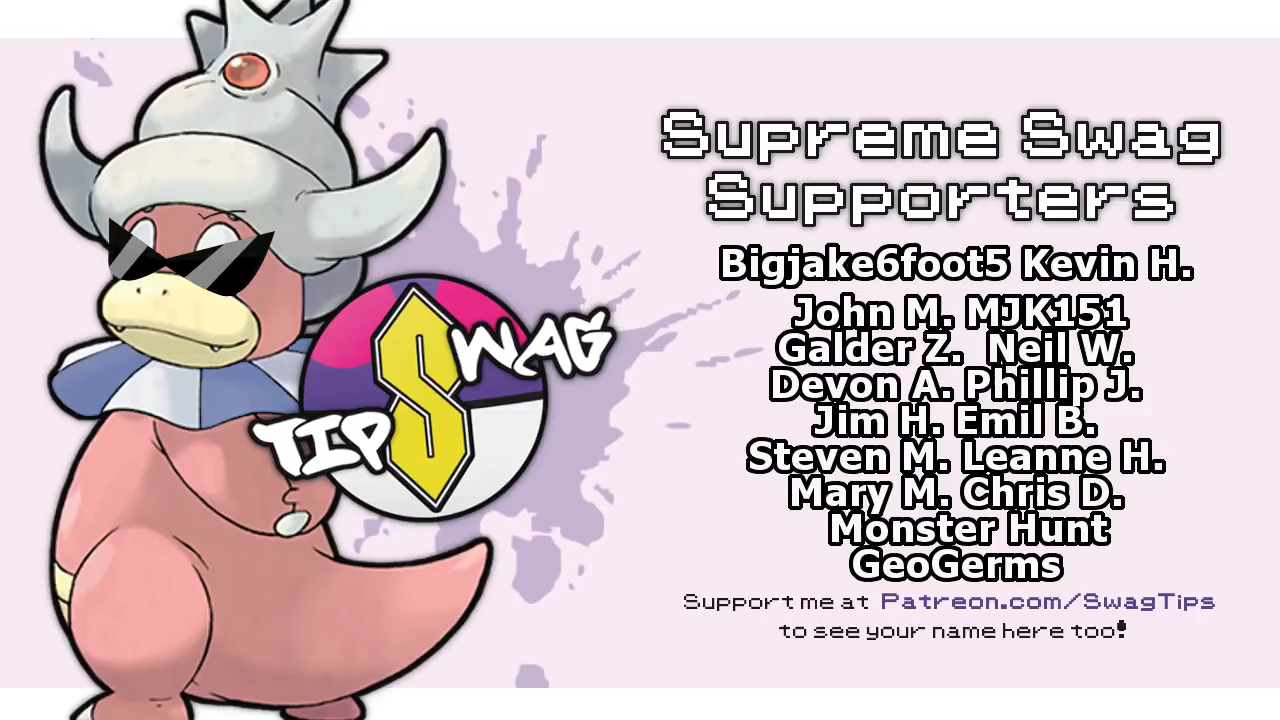 Supreme Swag
Supporters
Bigjake6foot5 Kevin H.
John M. MJK151
Galder Z. Neil W.
Devon A. Phillip J.
Jim H. Emil B.
Steven M. Leanne H.
Mary M. Chris D.
Monster Hunt
GeoGerms
Support me at Patreon.com/SwagTips
to see your name here too!
SWAG
TIPS